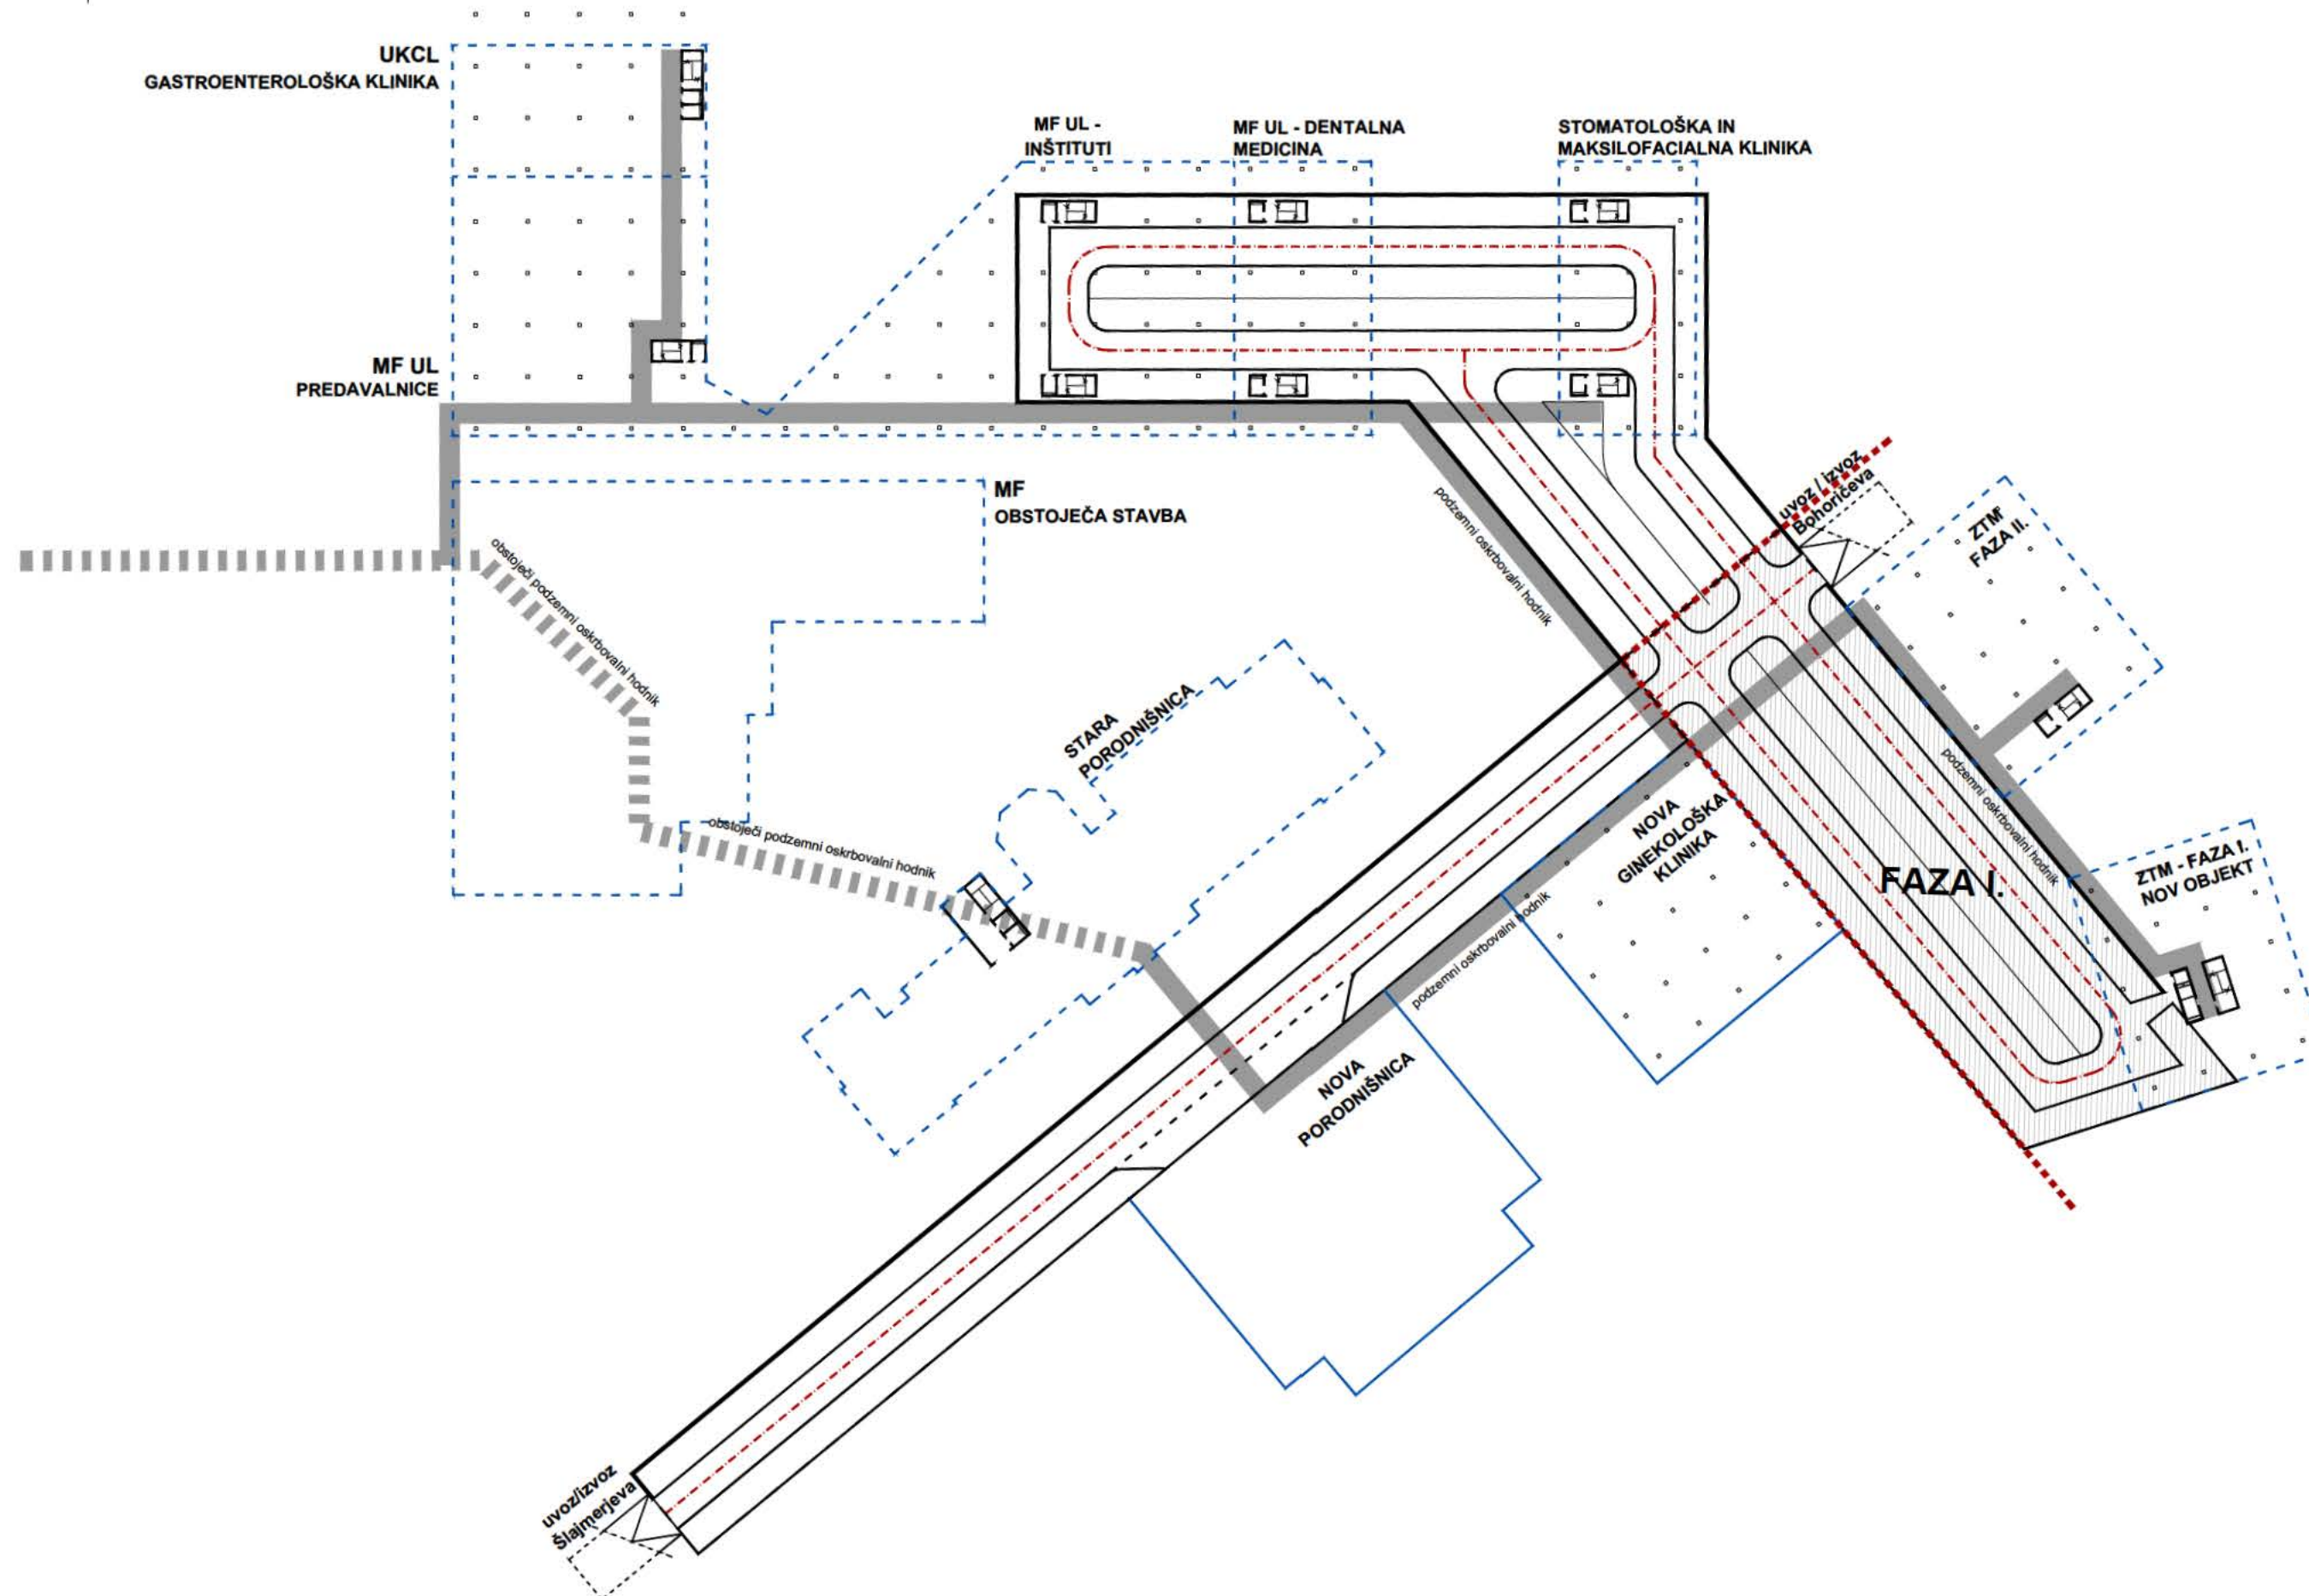 UKCL
GASTROENTEROLOŠKA KLINIKA
MF UL -
INŠTITUTI
MF UL - DENTALNA
MEDICINA
STOMATOLOŠKA IN
MAKSILOFACIALNA KLINIKA
MF UL
PREDAVALNICE
MF
OBSTOJEČA STAVBA
uvoz / izvoz
Bohoričeva
ZTM
FAZA II.
podzemni oskrbovalni hodnik
obstoječi podzemni oskrbovalni hodnik
STARA
PORODNIŠNICA
obstoječi podzemni oskrbovalni hodnik
NOVA
GINEKOLOŠKA
KLINIKA
podzemni oskrbovalni hodnik
FAZA I.
ZTM - FAZA I.
NOV OBJEKT
podzemni oskrbovalni hodnik
NOVA
PORODNIŠNICA
uvoz/izvoz
Šlajmerjeva